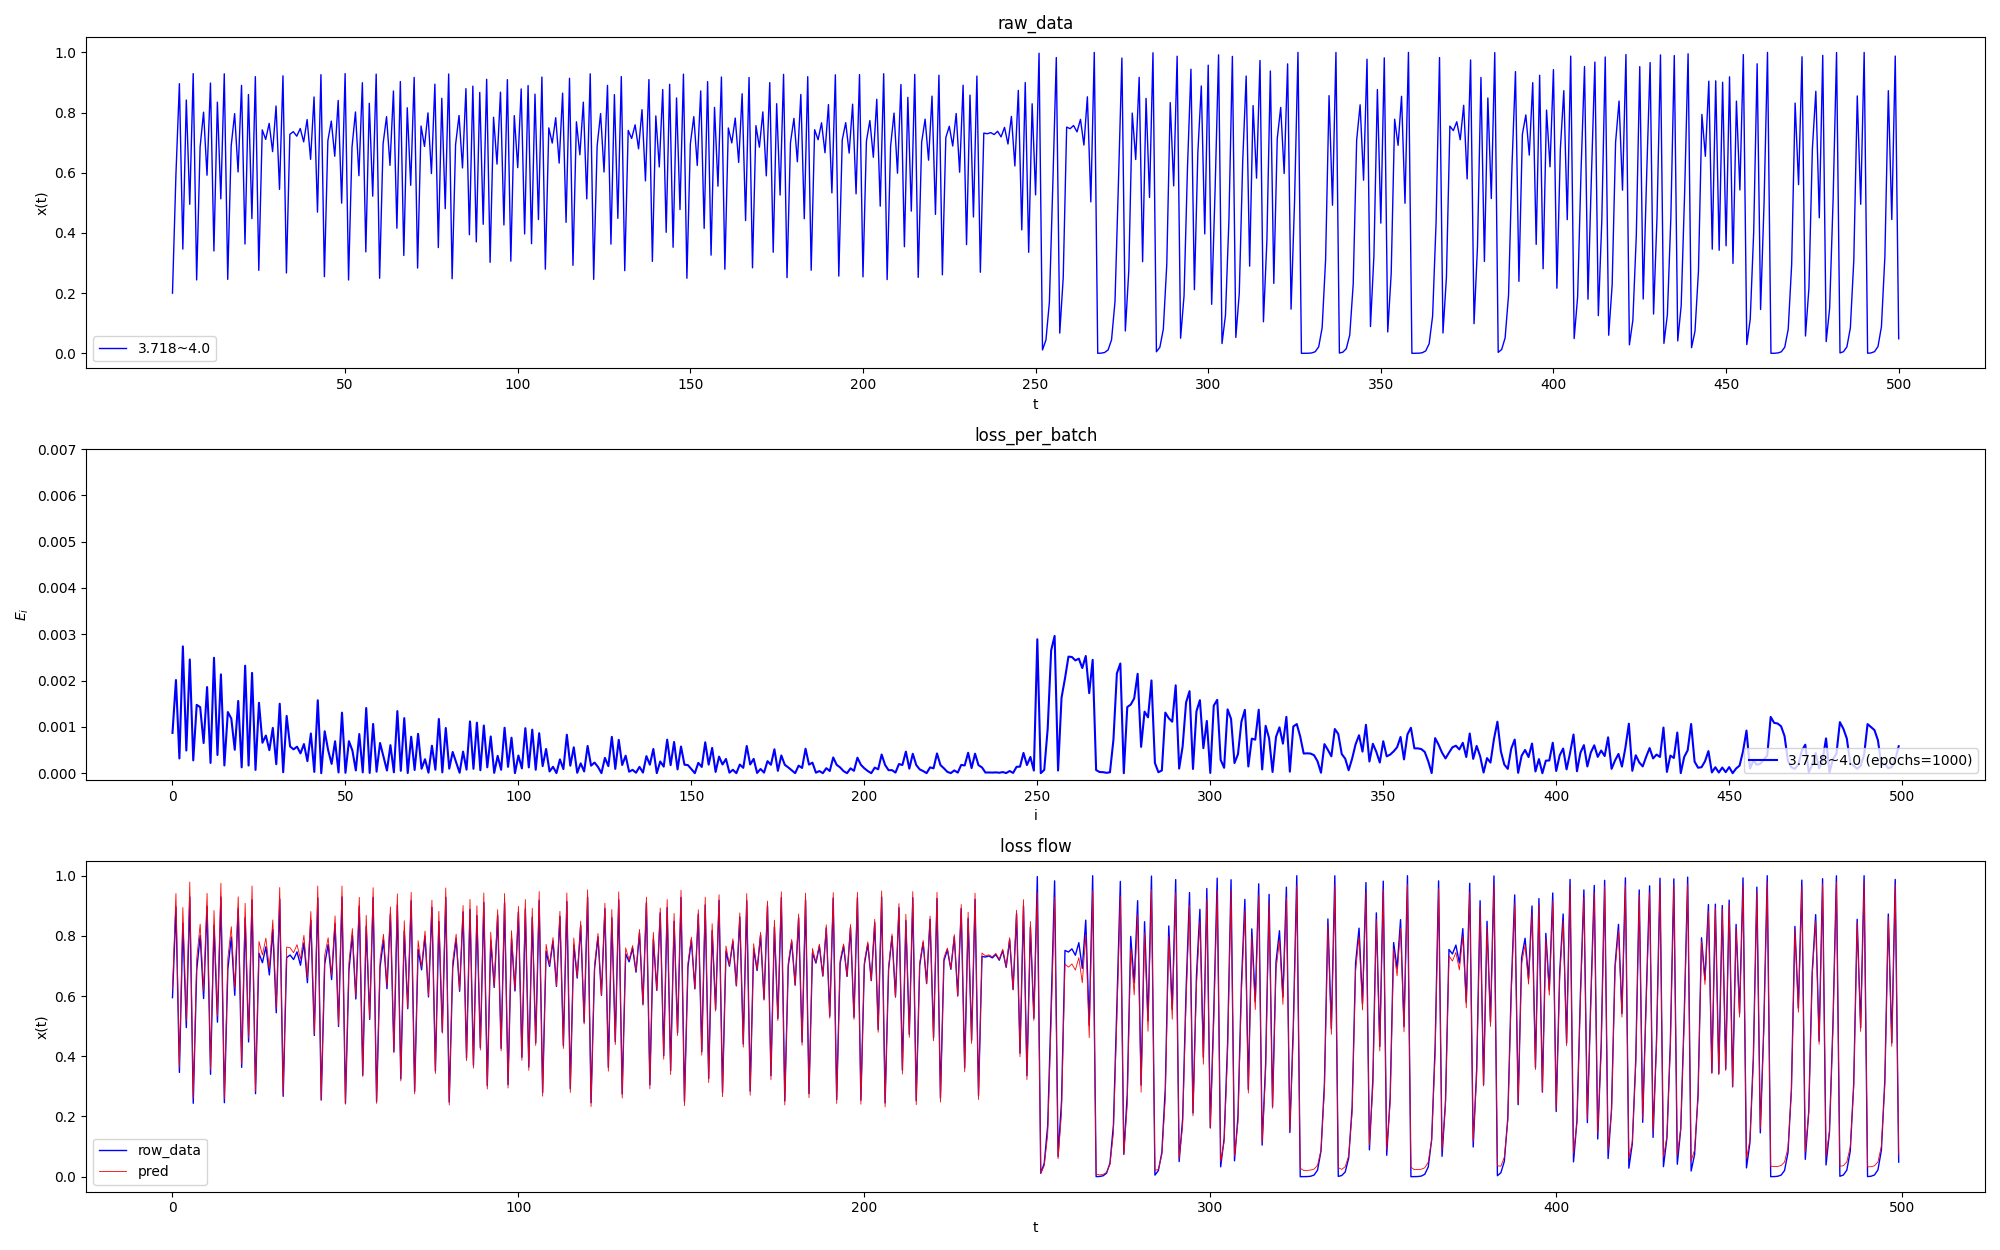 raw_data
1.0
0.8
0.6
0.4
0.2
0.0
x(t)
3.718~4.0
50 100 150 200 250 300 350 400 450 500
t
loss_per_batch
0.007
0.006
0.005
0.004
0.003
0.002
0.001
0.000
E_i
3.718~4.0 (epochs=1000)
0 50 100 150 200 250 300 350 400 450 500
i
loss flow
1.0
0.8
0.6
0.4
0.2
0.0
x(t)
row_data
pred
0 100 200 300 400 500
t